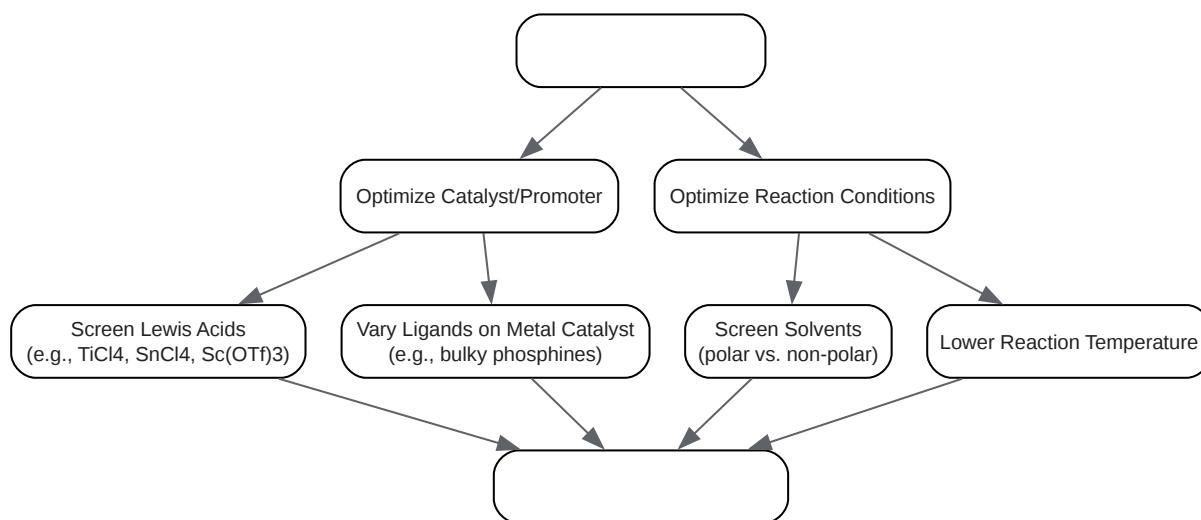 Optimize Catalyst/Promoter
Optimize Reaction Conditions
Screen Lewis Acids
(e.g., TiCl4, SnCl4, Sc(OTf)3)
Vary Ligands on Metal Catalyst
(e.g., bulky phosphines)
Screen Solvents
(polar vs. non-polar)
Lower Reaction Temperature